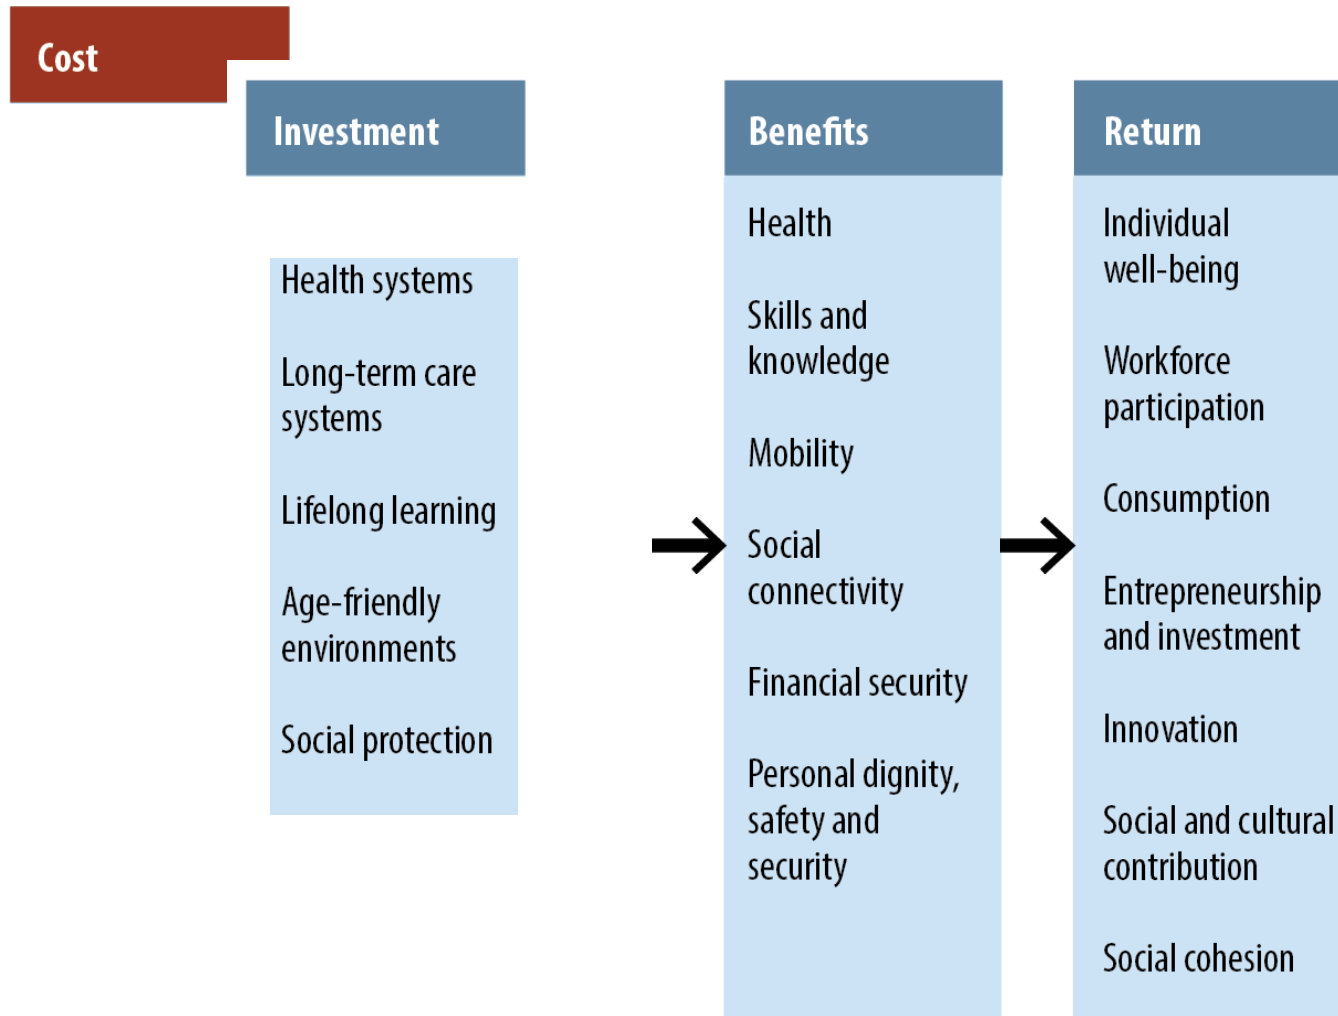 Cost
Investment
Health systems
Long-term care
systems
Lifelong learning
Age-friendly
environments
Social protection
Benefits
Health
Skills and
knowledge
Mobility
Social
connectivity
Financial security
Personal dignity,
safety and
security
Return
Individual
well-being
Workforce
participation
Consumption
Entrepreneurship
and investment
Innovation
Social and cultural
contribution
Social cohesion